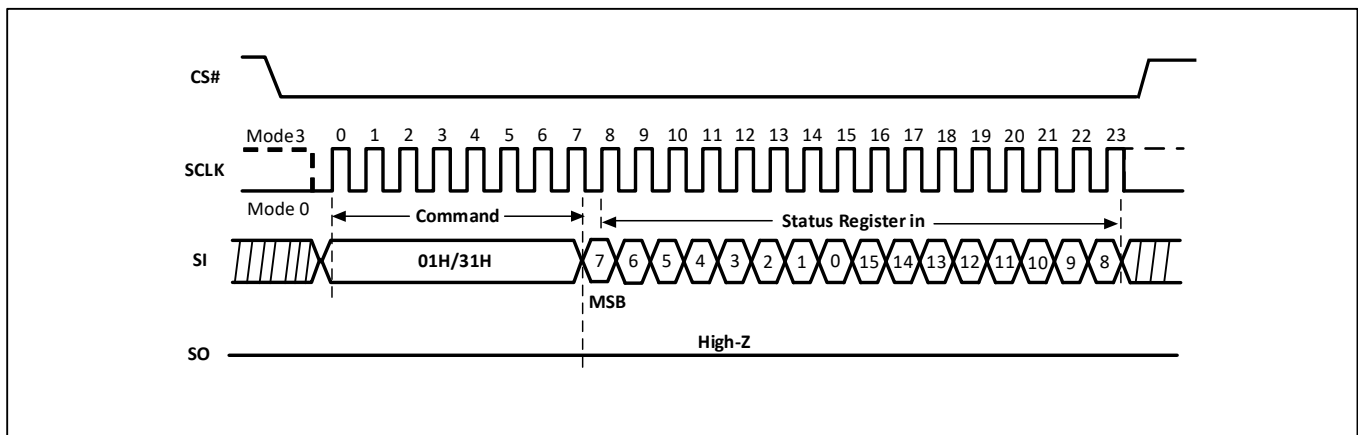 CS#
Mode 3 0 1 2 3 4 5 6 7 8 9 10 11 12 13 14 15 16 17 18 19 20 21 22 23
SCLK
Mode 0
Command Status Register in
SI 01H/31H 7 6 5 4 3 2 1 0 15 14 13 12 11 10 9 8
MSB
High-Z
SO